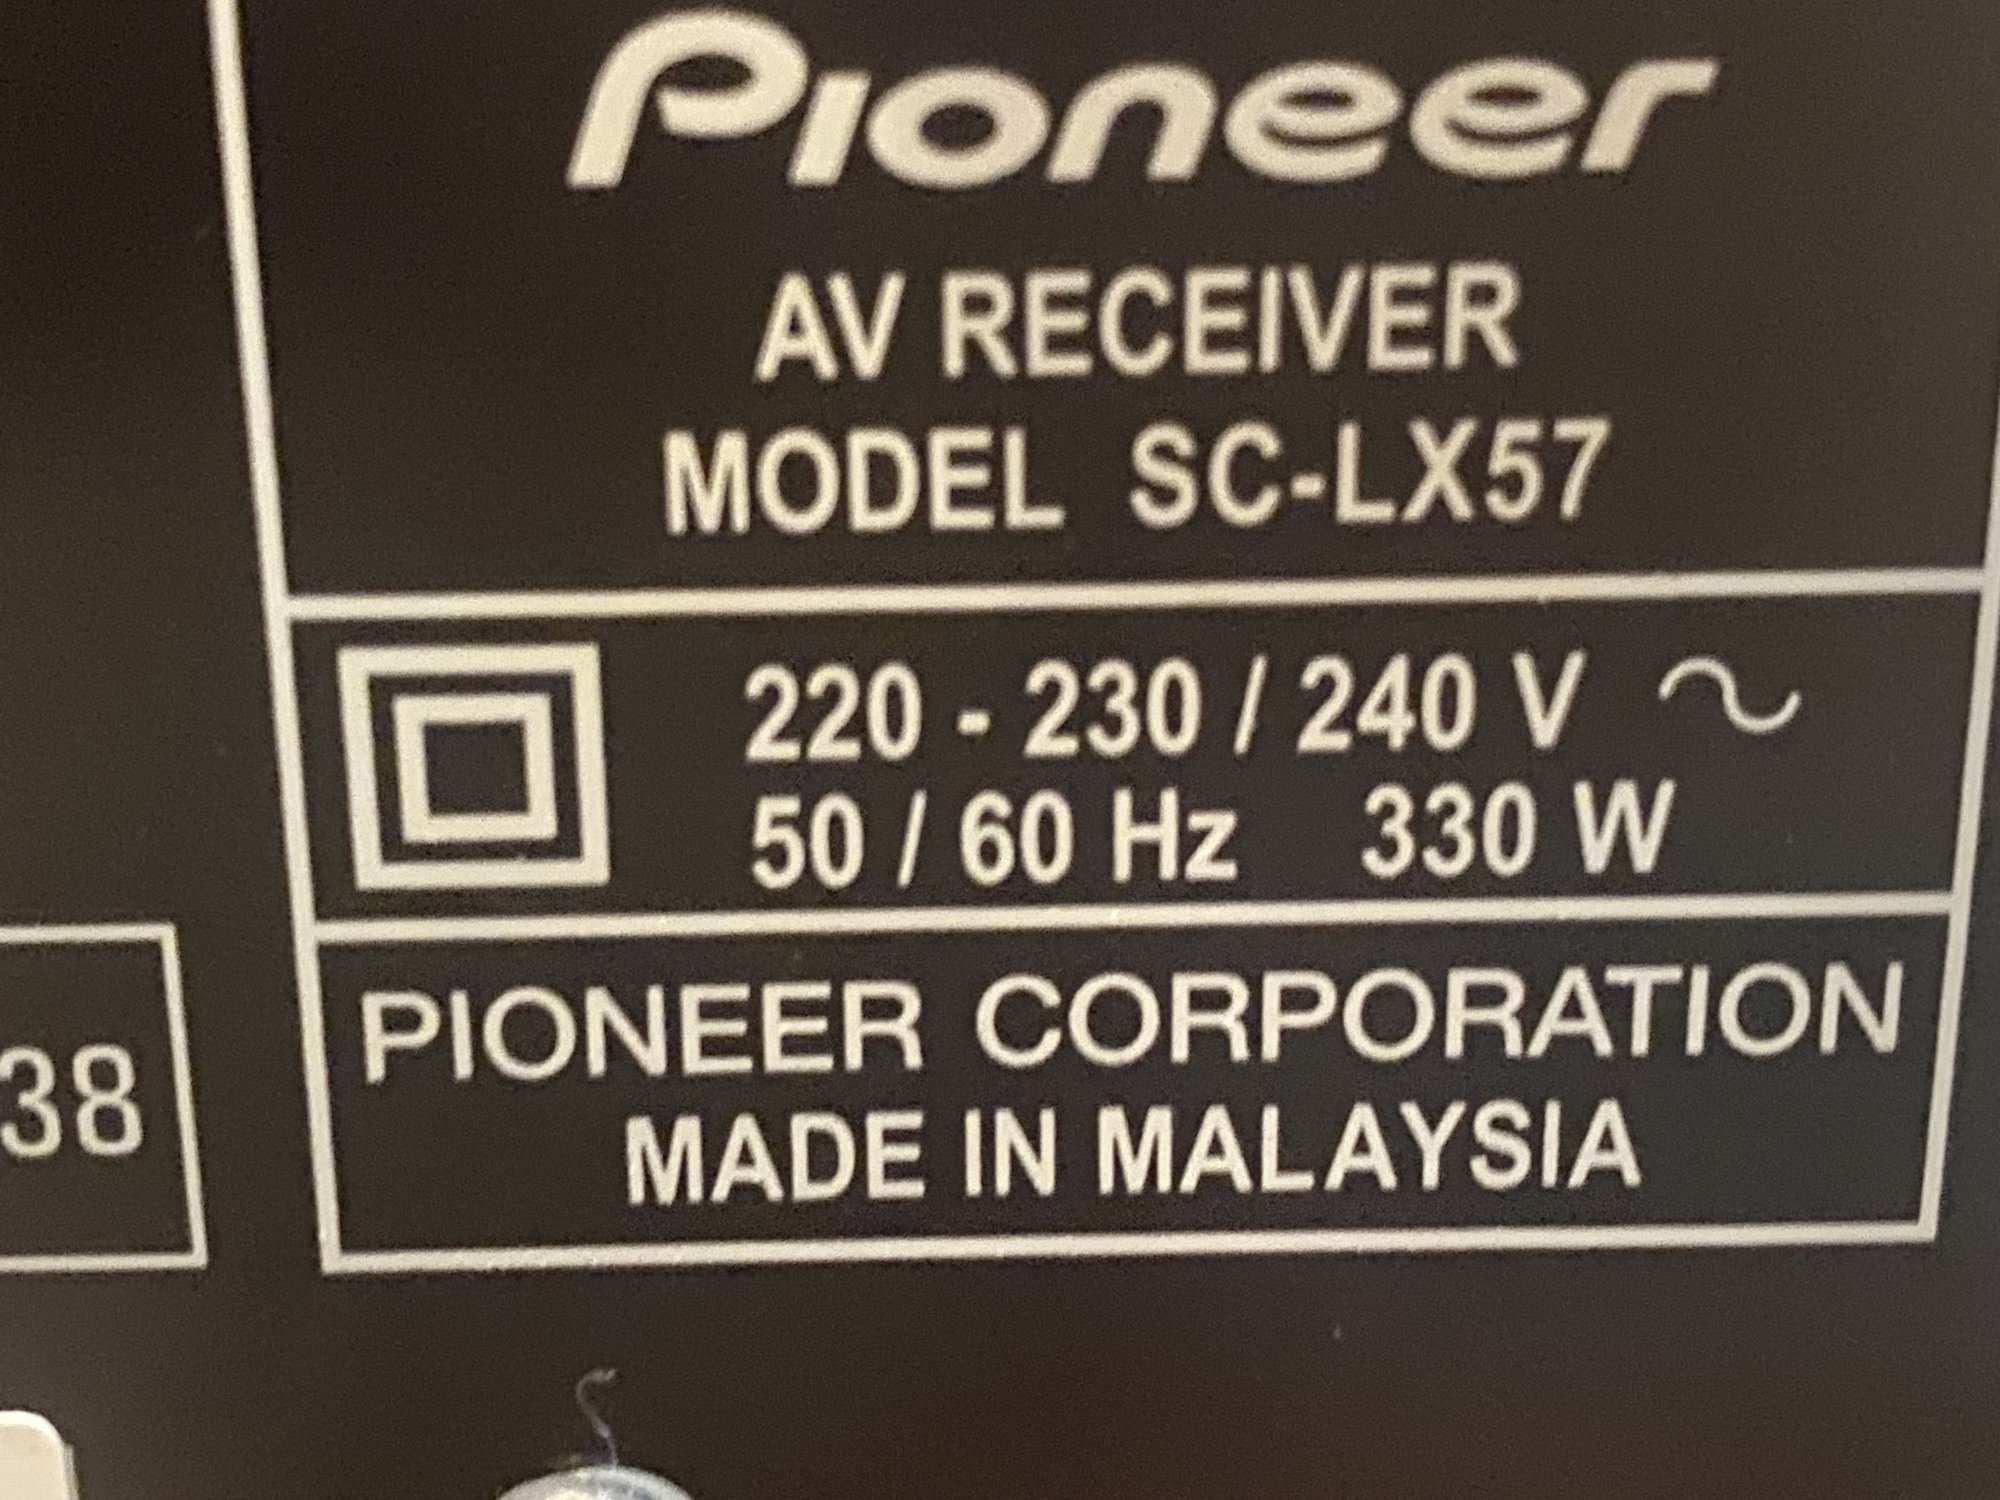 Pioneer
AV RECEIVER
MODEL SC-LX57
220 - 230 / 240 V ~
50 / 60 Hz 330 W
PIONEER CORPORATION
MADE IN MALAYSIA
38